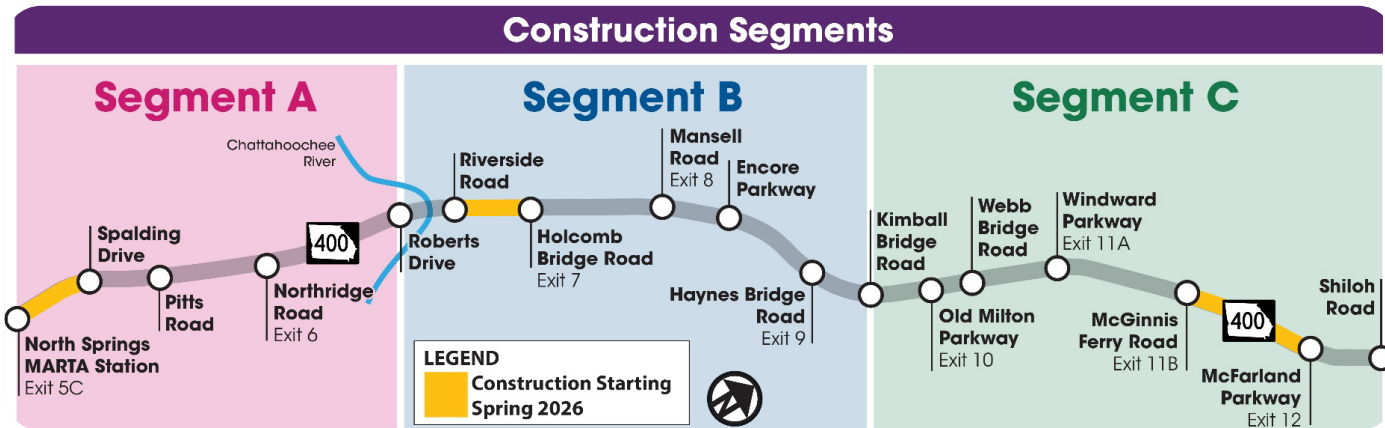 Construction Segments
Segment A
Segment B
Segment C
Chattahoochee
River
Spalding
Drive
400
North Springs
MARTA Station
Exit 5C
Pitts
Road
Northridge
Road
Exit 6
Roberts
Drive
Riverside
Road
Holcomb
Bridge Road
Exit 7
Mansell
Road
Exit 8
Encore
Parkway
Haynes Bridge
Road
Exit 9
LEGEND
Construction Starting
Spring 2026
Kimball
Bridge
Road
Old Milton
Parkway
Exit 10
Webb
Bridge
Road
Windward
Parkway
Exit 11A
McGinnis
Ferry Road
Exit 11B
400
McFarland
Parkway
Exit 12
Shiloh
Road